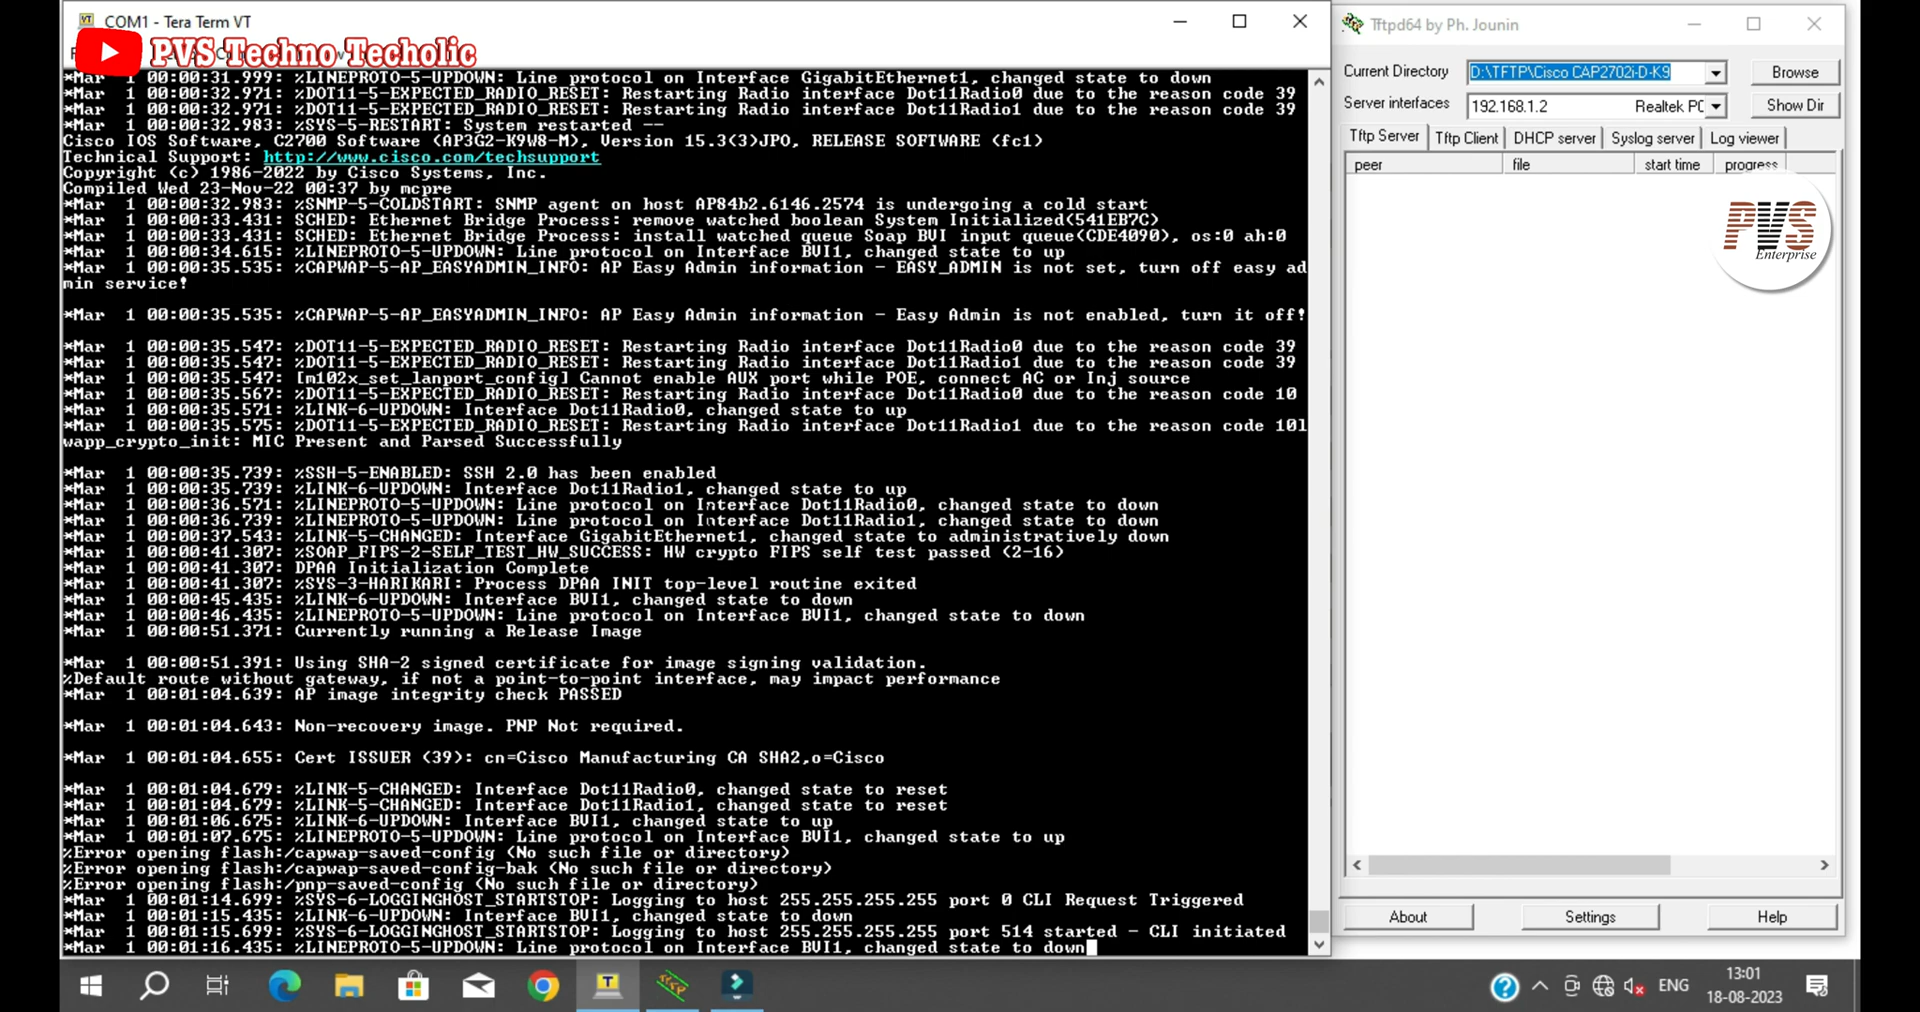 COM1 - Tera Term VT
PVS Techno Techolic
*Mar  1 00:00:31.999: %LINEPROTO-5-UPDOWN: Line protocol on Interface GigabitEthernet1, changed state to down
*Mar  1 00:00:32.971: %DOT11-5-EXPECTED_RADIO_RESET: Restarting Radio interface Dot11Radio0 due to the reason code 39
*Mar  1 00:00:32.971: %DOT11-5-EXPECTED_RADIO_RESET: Restarting Radio interface Dot11Radio1 due to the reason code 39
*Mar  1 00:00:32.983: %SYS-5-RESTART: System restarted --
Cisco IOS Software, C2700 Software (AP3G2-K9W8-M), Version 15.3(3)JPO, RELEASE SOFTWARE (fc1)
Technical Support: http://www.cisco.com/techsupport
Copyright (c) 1986-2022 by Cisco Systems, Inc.
Compiled Wed 23-Nov-22 00:37 by mcpre
*Mar  1 00:00:32.983: %SNMP-5-COLDSTART: SNMP agent on host AP84b2.6146.2574 is undergoing a cold start
*Mar  1 00:00:33.431: SCHED: Ethernet Bridge Process: remove watched boolean System Initialized(541EB7C)
*Mar  1 00:00:33.431: SCHED: Ethernet Bridge Process: install watched queue Soap BVI input queue(CDE4090), os:0 ah:0
*Mar  1 00:00:34.615: %LINEPROTO-5-UPDOWN: Line protocol on Interface BVI1, changed state to up
*Mar  1 00:00:35.535: %CAPWAP-5-AP_EASYADMIN_INFO: AP Easy Admin information - EASY_ADMIN is not set, turn off easy ad
min service!
*Mar  1 00:00:35.535: %CAPWAP-5-AP_EASYADMIN_INFO: AP Easy Admin information - Easy Admin is not enabled, turn it off!
*Mar  1 00:00:35.547: %DOT11-5-EXPECTED_RADIO_RESET: Restarting Radio interface Dot11Radio0 due to the reason code 39
*Mar  1 00:00:35.547: %DOT11-5-EXPECTED_RADIO_RESET: Restarting Radio interface Dot11Radio1 due to the reason code 39
*Mar  1 00:00:35.547: [m102x_set_lanport_config] Cannot enable AUX port while POE, connect AC or Inj source
*Mar  1 00:00:35.567: %DOT11-5-EXPECTED_RADIO_RESET: Restarting Radio interface Dot11Radio0 due to the reason code 10
*Mar  1 00:00:35.571: %LINK-6-UPDOWN: Interface Dot11Radio0, changed state to up
*Mar  1 00:00:35.575: %DOT11-5-EXPECTED_RADIO_RESET: Restarting Radio interface Dot11Radio1 due to the reason code 10l
wapp_crypto_init: MIC Present and Parsed Successfully
*Mar  1 00:00:35.739: %SSH-5-ENABLED: SSH 2.0 has been enabled
*Mar  1 00:00:35.739: %LINK-6-UPDOWN: Interface Dot11Radio1, changed state to up
*Mar  1 00:00:36.571: %LINEPROTO-5-UPDOWN: Line protocol on Interface Dot11Radio0, changed state to down
*Mar  1 00:00:36.739: %LINEPROTO-5-UPDOWN: Line protocol on Interface Dot11Radio1, changed state to down
*Mar  1 00:00:37.543: %LINK-5-CHANGED: Interface GigabitEthernet1, changed state to administratively down
*Mar  1 00:00:41.307: %SOAP_FIPS-2-SELF_TEST_HW_SUCCESS: HW crypto FIPS self test passed (2-16)
*Mar  1 00:00:41.307: DPAA Initialization Complete
*Mar  1 00:00:41.307: %SYS-3-HARIKARI: Process DPAA INIT top-level routine exited
*Mar  1 00:00:45.435: %LINK-6-UPDOWN: Interface BVI1, changed state to down
*Mar  1 00:00:46.435: %LINEPROTO-5-UPDOWN: Line protocol on Interface BVI1, changed state to down
*Mar  1 00:00:51.371: Currently running a Release Image
*Mar  1 00:00:51.391: Using SHA-2 signed certificate for image signing validation.
%Default route without gateway, if not a point-to-point interface, may impact performance
*Mar  1 00:01:04.639: AP image integrity check PASSED
*Mar  1 00:01:04.643: Non-recovery image. PNP Not required.
*Mar  1 00:01:04.655: Cert ISSUER (39): cn=Cisco Manufacturing CA SHA2,o=Cisco
*Mar  1 00:01:04.679: %LINK-5-CHANGED: Interface Dot11Radio0, changed state to reset
*Mar  1 00:01:04.679: %LINK-5-CHANGED: Interface Dot11Radio1, changed state to reset
*Mar  1 00:01:06.675: %LINK-6-UPDOWN: Interface BVI1, changed state to up
*Mar  1 00:01:07.675: %LINEPROTO-5-UPDOWN: Line protocol on Interface BVI1, changed state to up
%Error opening flash:/capwap-saved-config (No such file or directory)
%Error opening flash:/capwap-saved-config-bak (No such file or directory)
%Error opening flash:/pnp-saved-config (No such file or directory)
*Mar  1 00:01:14.699: %SYS-6-LOGGINGHOST_STARTSTOP: Logging to host 255.255.255.255 port 0 CLI Request Triggered
*Mar  1 00:01:15.435: %LINK-6-UPDOWN: Interface BVI1, changed state to down
*Mar  1 00:01:15.699: %SYS-6-LOGGINGHOST_STARTSTOP: Logging to host 255.255.255.255 port 514 started - CLI initiated
*Mar  1 00:01:16.435: %LINEPROTO-5-UPDOWN: Line protocol on Interface BVI1, changed state to down
Tftpd64 by Ph. Jounin
Current Directory D:\TFTP\Cisco CAP2702i-D-K9 Browse
Server interfaces 192.168.1.2 Realtek PC Show Dir
Tftp Server Tftp Client DHCP server Syslog server Log viewer
peer file start time progress
PVS
Enterprise
About Settings Help
ENG
13:01
18-08-2023